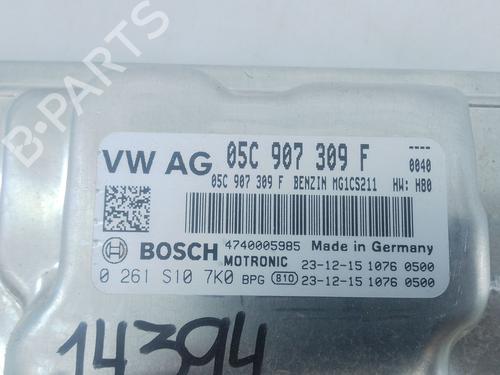 VW AG 05C 907 309 F ----
0040
05C 907 309 F BENZIN MG1CS211 HW: H80
BOSCH 4740005985 Made in Germany
MOTRONIC 23-12-15 1076 0500
0 261 S10 7K0 BPG 810 23-12-15 1076 0500
14394
B-PARTS